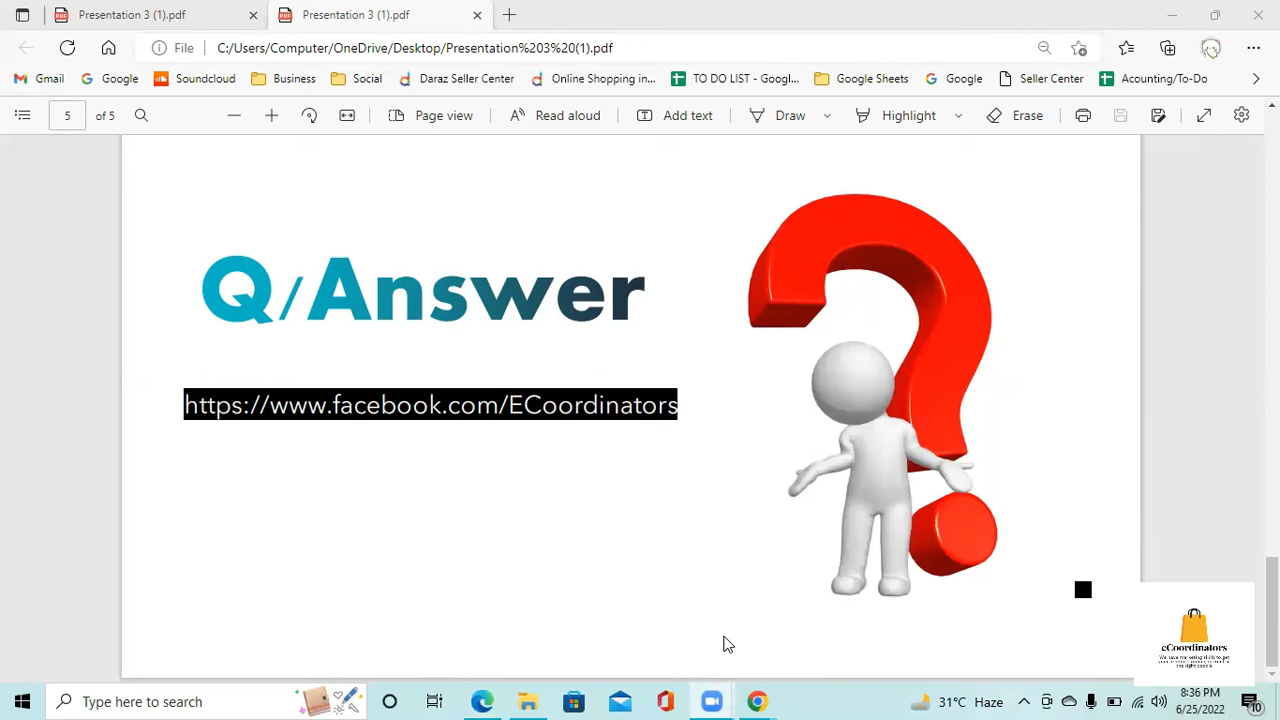 Presentation 3 (1).pdf
Presentation 3 (1).pdf
File
C:/Users/Computer/OneDrive/Desktop/Presentation%203%20(1).pdf
Gmail
Google
Soundcloud
Business
Social
Daraz Seller Center
Online Shopping in...
TO DO LIST - Googl...
Google Sheets
Google
Seller Center
Acounting/To-Do
5 of 5
Page view
Read aloud
Add text
Draw
Highlight
Erase
Q/Answer
https://www.facebook.com/ECoordinators
eCoordinators
Type here to search
31°C Haze
8:36 PM
6/25/2022
10